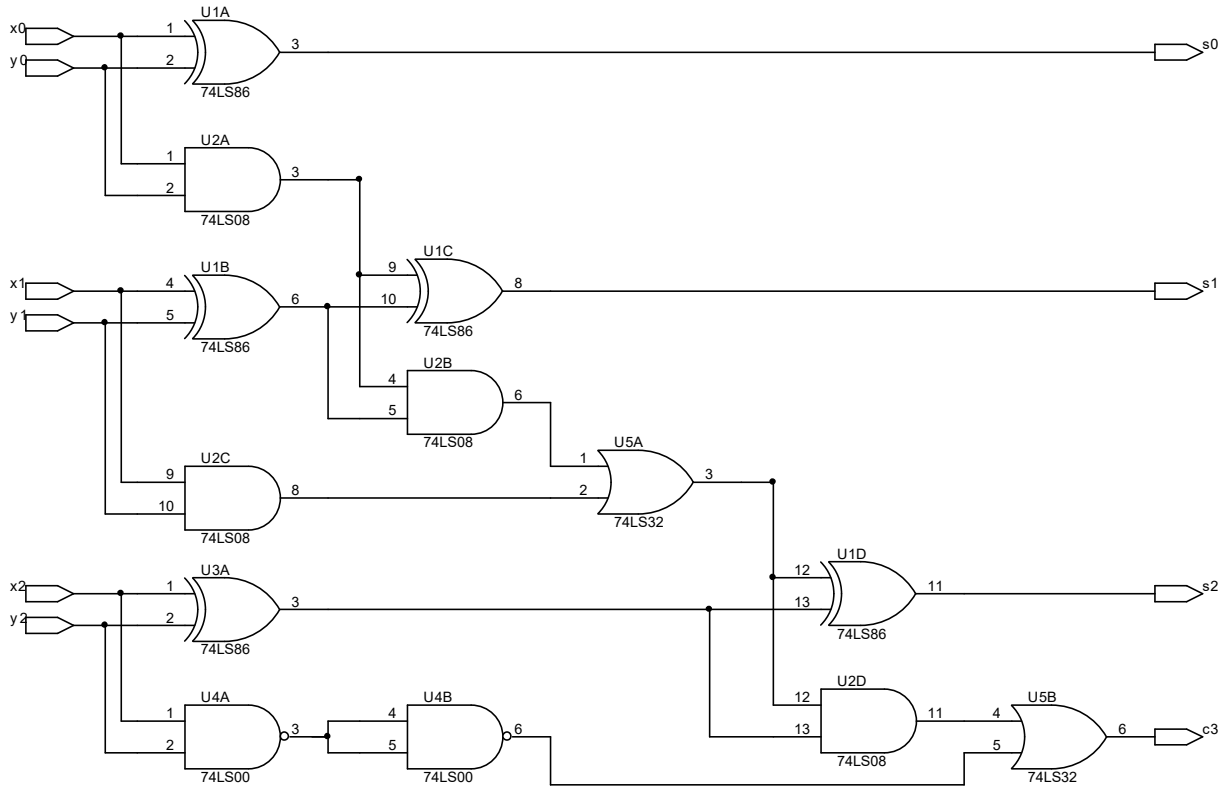 U1A
x0 1 3 s0
y0 2
74LS86
U2A
1 3
2
74LS08
U1C
U1B 9
x1 4 6 10 8 s1
y1 5
74LS86 74LS86
U2B
4 6
5
74LS08
U5A
U2C 1 3
9
10 8 2
74LS08 74LS32
U1D
U3A 12
x2 1 3 13 11 s2
y2 2
74LS86 74LS86
U2D
U4A U4B 12 U5B
1 3 4 6 13 11 4 6 c3
2 5 5
74LS00 74LS00 74LS08 74LS32